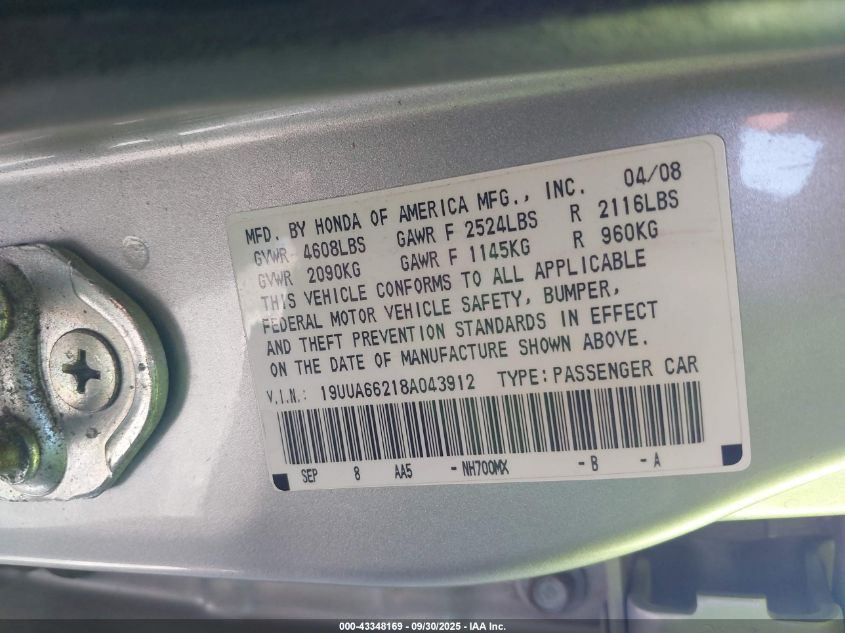 MFD. BY HONDA OF AMERICA MFG., INC. 04/08
GVWR 4608LBS GAWR F 2524LBS R 2116LBS
GVWR 2090KG GAWR F 1145KG R 960KG
THIS VEHICLE CONFORMS TO ALL APPLICABLE
FEDERAL MOTOR VEHICLE SAFETY, BUMPER,
AND THEFT PREVENTION STANDARDS IN EFFECT
ON THE DATE OF MANUFACTURE SHOWN ABOVE.
V.I.N.: 19UUA66218A043912 TYPE: PASSENGER CAR
SEP 8 AA5 -NH700MX -B -A
000-43348169 - 09/30/2025 - IAA Inc.